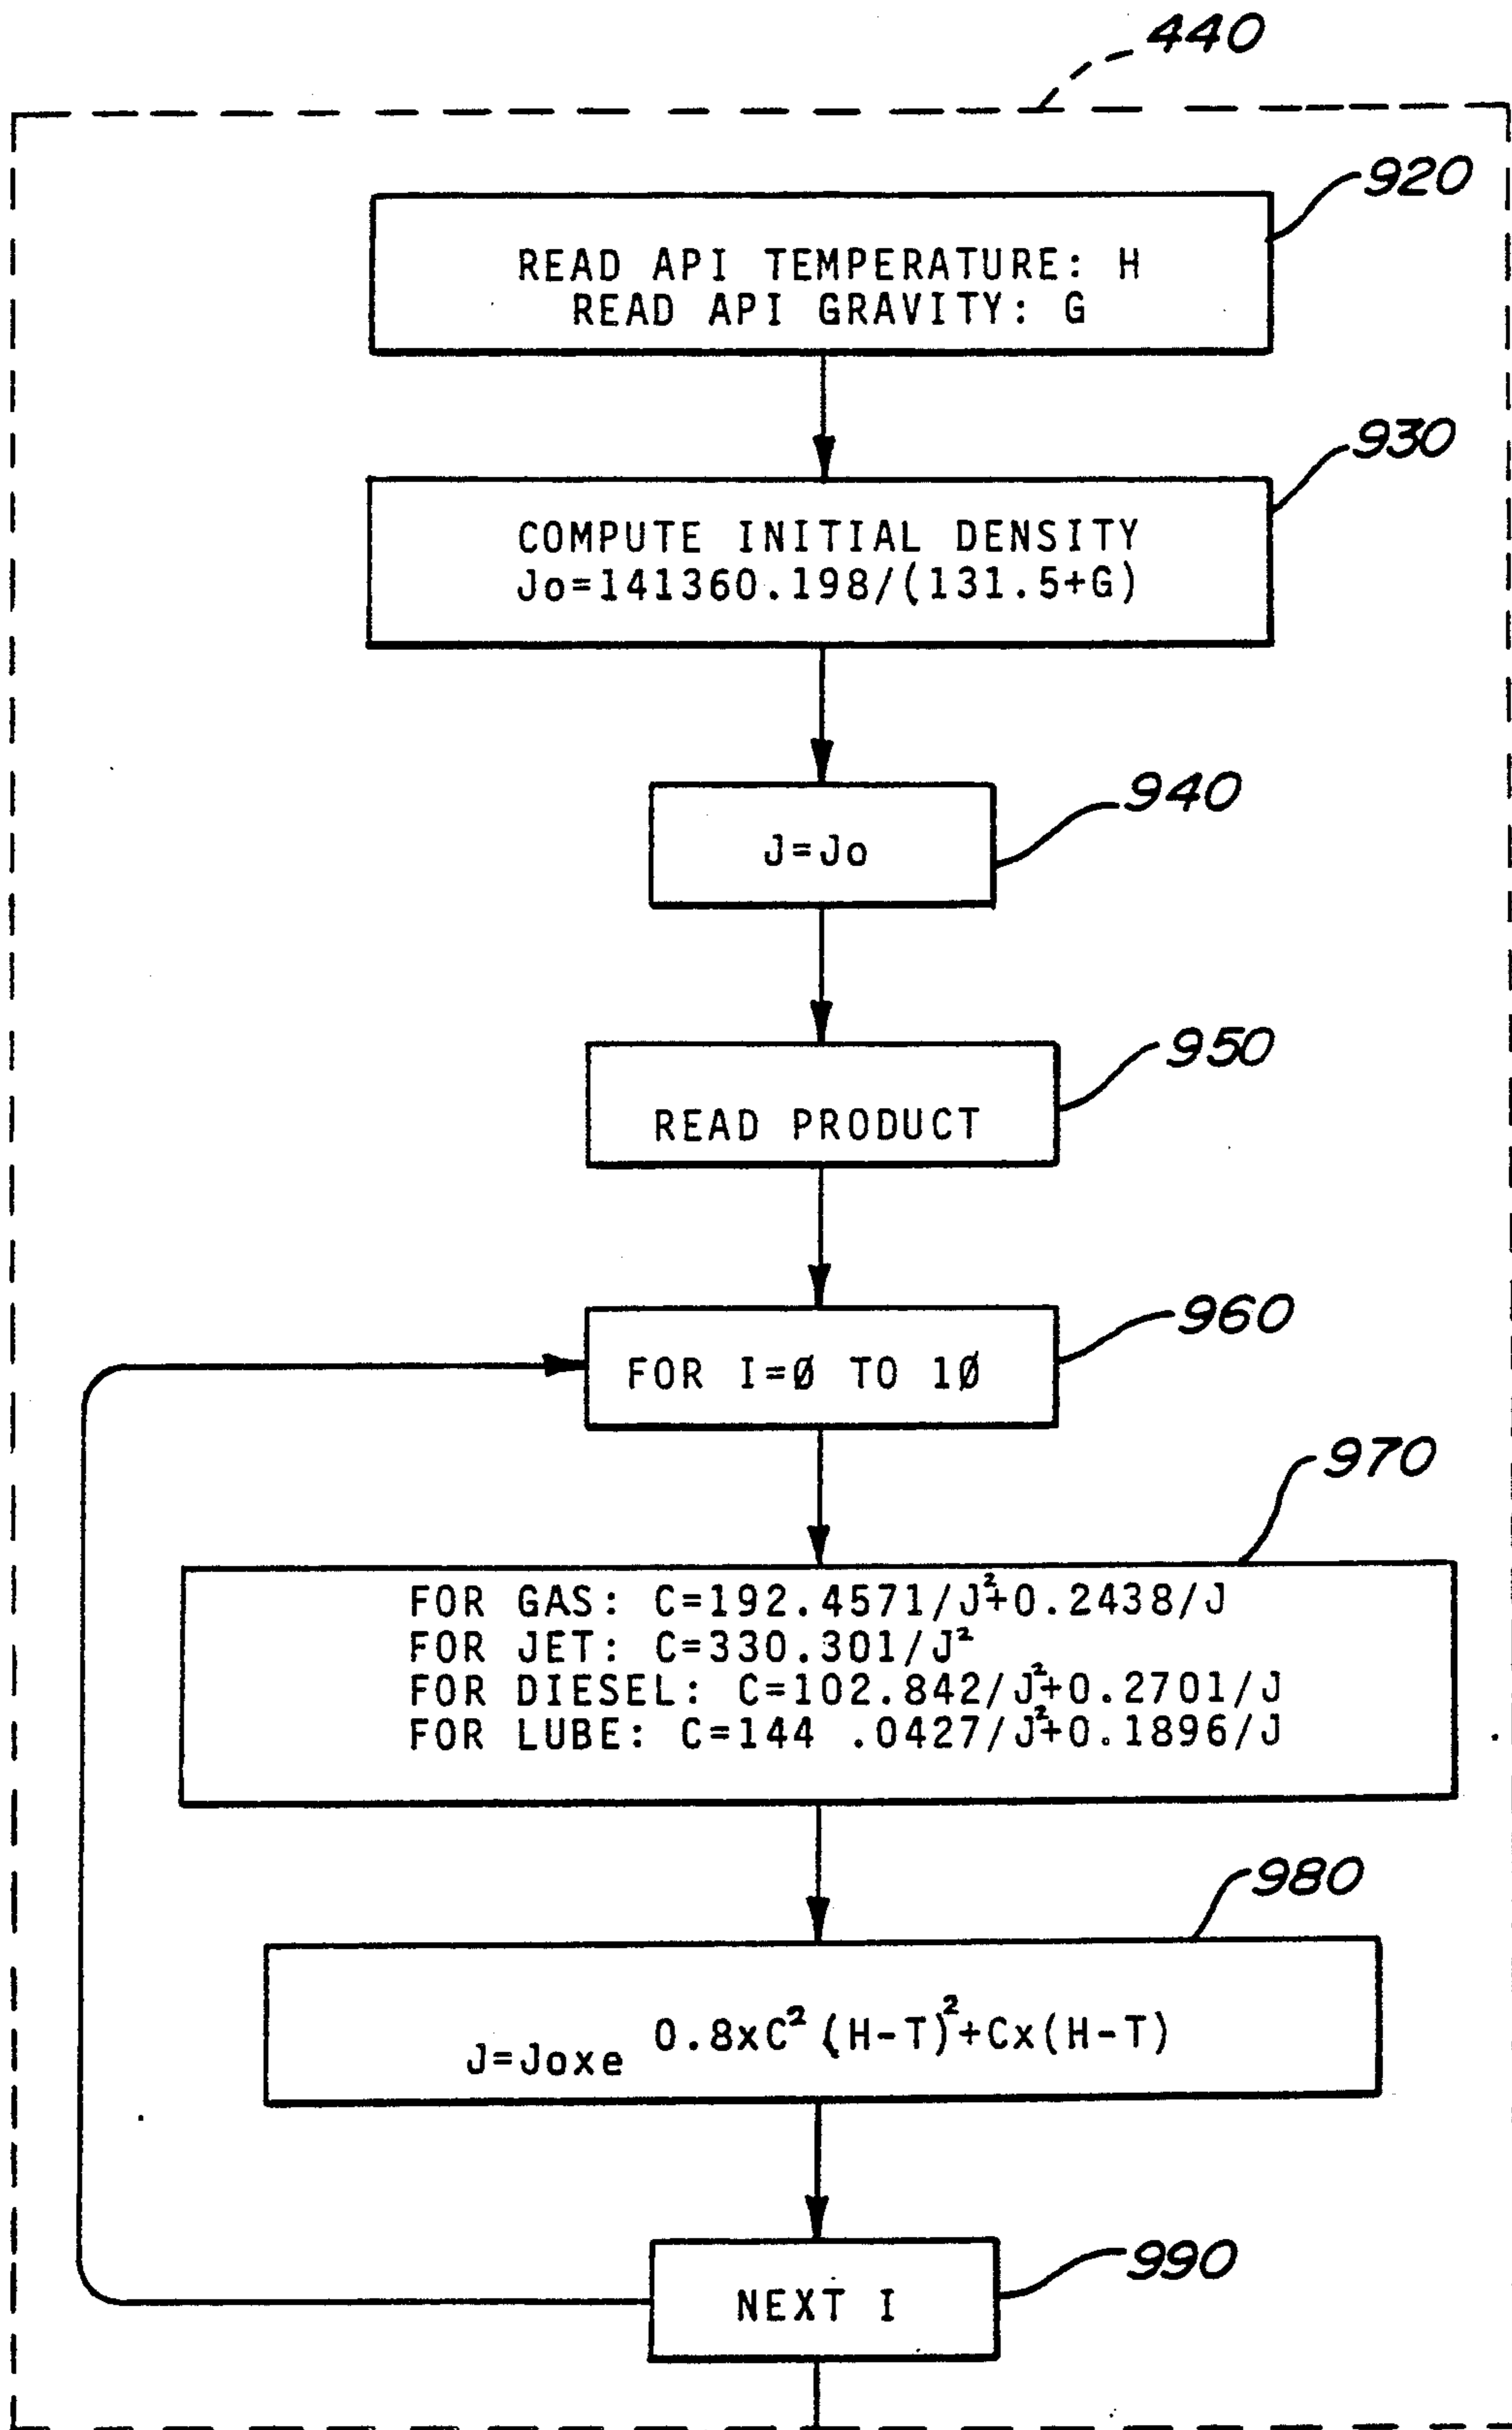 440
920
READ API TEMPERATURE: H
READ API GRAVITY: G
930
COMPUTE INITIAL DENSITY
Jo=141360.198/(131.5+G)
940
J=Jo
950
READ PRODUCT
960
FOR I=Ø TO 1Ø
970
FOR GAS: C=192.4571/J²+0.2438/J
FOR JET: C=330.301/J²
FOR DIESEL: C=102.842/J²+0.2701/J
FOR LUBE: C=144 .0427/J²+0.1896/J
980
J=Joxe 0.8xC² (H-T)²+Cx(H-T)
990
NEXT I